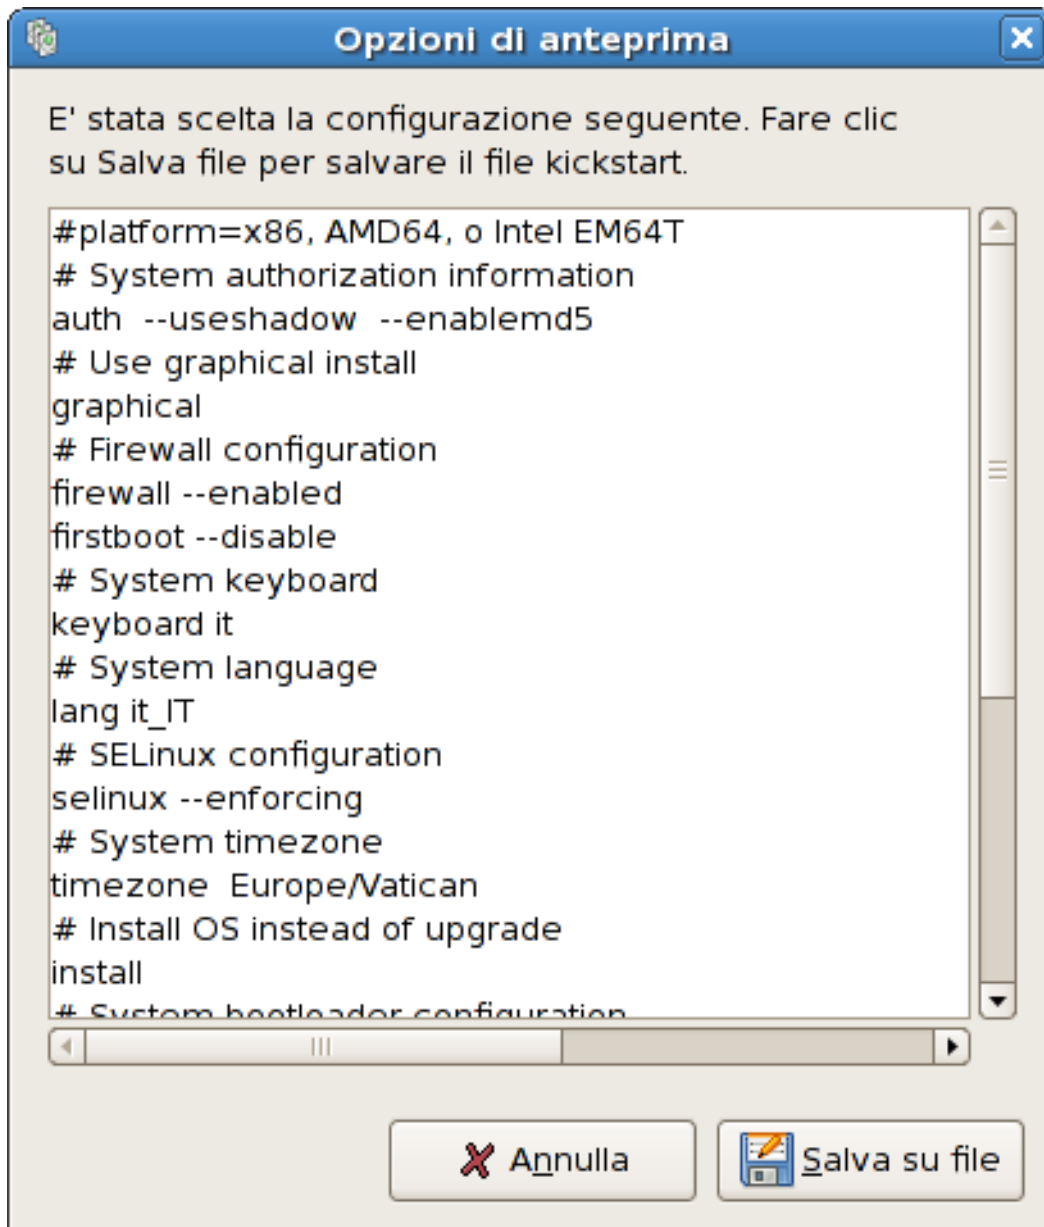 Opzioni di anteprima
E' stata scelta la configurazione seguente. Fare clic
su Salva file per salvare il file kickstart.
#platform=x86, AMD64, o Intel EM64T
# System authorization information
auth  --useshadow  --enablemd5
# Use graphical install
graphical
# Firewall configuration
firewall --enabled
firstboot --disable
# System keyboard
keyboard it
# System language
lang it_IT
# SELinux configuration
selinux --enforcing
# System timezone
timezone  Europe/Vatican
# Install OS instead of upgrade
install
# System bootloader configuration
Annulla
Salva su file